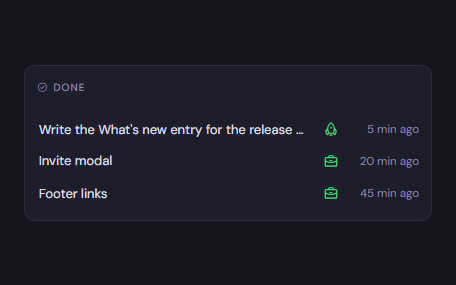 DONE
Write the What's new entry for the release ...
5 min ago
Invite modal
20 min ago
Footer links
45 min ago